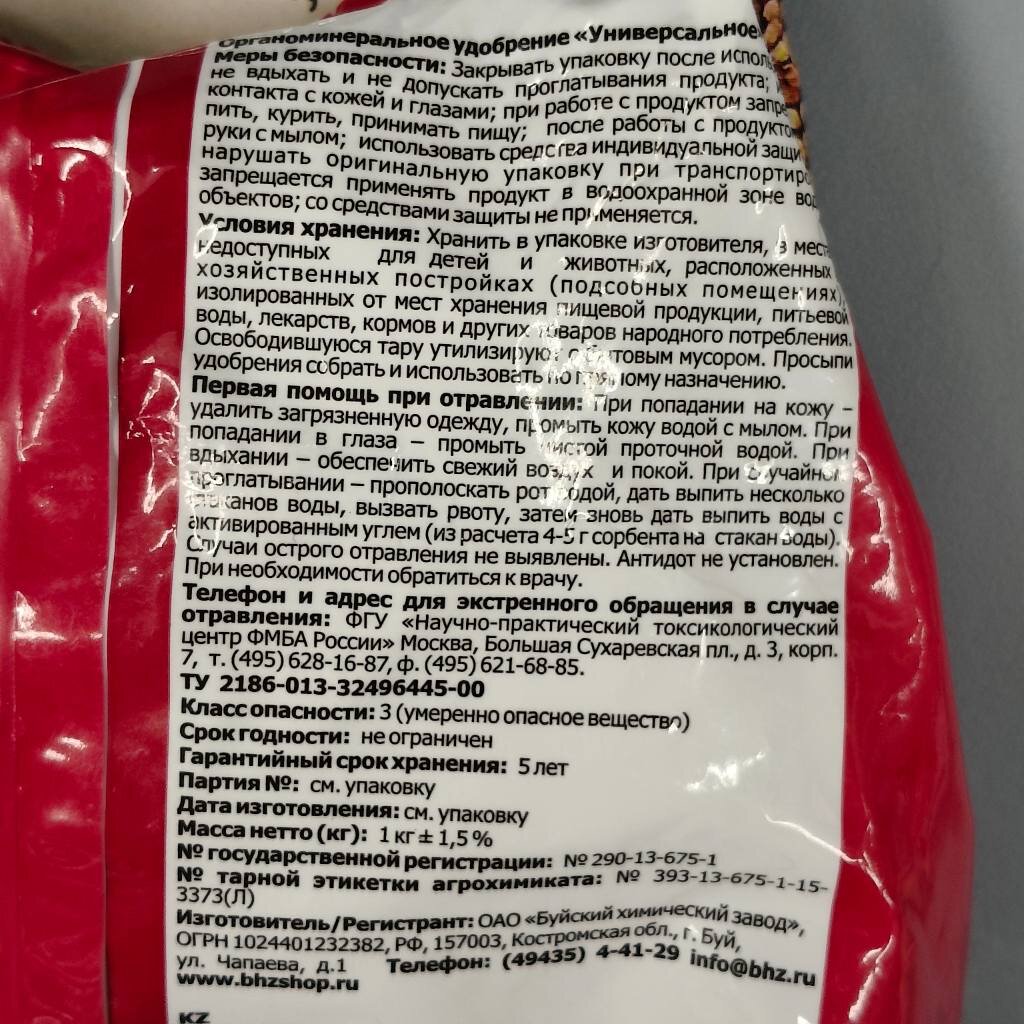 Органоминеральное удобрение «Универсальное
Меры безопасности: Закрывать упаковку после
не вдыхать и не допускать проглатывания продукта;
контакта с кожей и глазами; при работе с продуктом
пить, курить, принимать пищу; после работы с
руки с мылом; использовать средства индивидуальной
нарушать оригинальную упаковку при
запрещается применять продукт в водоохранной зоне
объектов; со средствами защиты не применяется.
Условия хранения: Хранить в упаковке изготовителя, в
недоступных для детей и животных, расположенных
хозяйственных постройках (подсобных помещениях),
изолированных от мест хранения пищевой продукции, питьевой
воды, лекарств, кормов и других товаров народного потребления.
Освободившуюся тару утилизируют с бытовым мусором. Просыпи
удобрения собрать и использовать по прямому назначению.
Первая помощь при отравлении: При попадании на кожу –
удалить загрязненную одежду, промыть кожу водой с мылом. При
попадании в глаза – промыть чистой проточной водой. При
вдыхании – обеспечить свежий воздух и покой. При случайном
проглатывании – прополоскать рот водой, дать выпить несколько
стаканов воды, вызвать рвоту, затем вновь дать выпить воды с
активированным углем (из расчета 4-5 г сорбента на стакан воды).
Случаи острого отравления не выявлены. Антидот не установлен.
При необходимости обратиться к врачу.
Телефон и адрес для экстренного обращения в случае
отравления: ФГУ «Научно-практический токсикологический
центр ФМБА России» Москва, Большая Сухаревская пл., д. 3, корп.
7, т. (495) 628-16-87, ф. (495) 621-68-85.
ТУ 2186-013-32496445-00
Класс опасности: 3 (умеренно опасное вещество)
Срок годности: не ограничен
Гарантийный срок хранения: 5 лет
Партия №: см. упаковку
Дата изготовления: см. упаковку
Масса нетто (кг): 1 кг ± 1,5 %
№ государственной регистрации: № 290-13-675-1
№ тарной этикетки агрохимиката: № 393-13-675-1-15-
3373(Л)
Изготовитель/Регистрант: ОАО «Буйский химический завод»,
ОГРН 1024401232382, РФ, 157003, Костромская обл., г. Буй,
ул. Чапаева, д.1 Телефон: (49435) 4-41-29 info@bhz.ru
www.bhzshop.ru
KZ